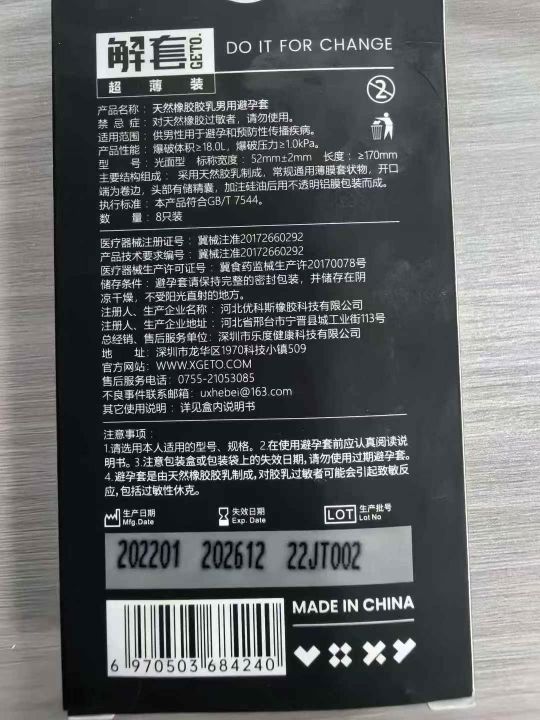 解套 GETO.
DO IT FOR CHANGE
超薄装
产品名称：天然橡胶胶乳男用避孕套
禁忌症：对天然橡胶过敏者，请勿使用。
适用范围：供男性用于避孕和预防性传播疾病。
产品性能：爆破体积≥18.0L，爆破压力≥1.0kPa。
型号：光面型 标称宽度：52mm±2mm 长度：≥170mm
主要结构组成：采用天然胶乳制成，常规通用薄膜套状物，开口
端为卷边，头部有储精囊，加注硅油后用不透明铝膜包装而成。
执行标准：本产品符合GB/T 7544。
数量：8只装
医疗器械注册证号：冀械注准20172660292
产品技术要求编号：冀械注准20172660292
医疗器械生产许可证号：冀食药监械生产许20170078号
储存条件：避孕套请保持完整的密封包装，并储存在阴
凉干燥，不受阳光直射的地方。
注册人、生产企业名称：河北优科斯橡胶科技有限公司
注册人、生产企业地址：河北省邢台市宁晋县城工业街113号
总经销、售后服务单位：深圳市乐度健康科技有限公司
地址：深圳市龙华区1970科技小镇509
官方网站：WWW.XGETO.COM
售后服务电话：0755-21053085
不良事件联系邮箱：uxhebei@163.com
其它使用说明：详见盒内说明书
注意事项：
1.请选用本人适用的型号、规格。2.在使用避孕套前应认真阅读说
明书。3.注意包装盒或包装袋上的失效日期，请勿使用过期避孕套。
4.避孕套是由天然橡胶胶乳制成，对胶乳过敏者可能会引起致敏反
应，包括过敏性休克。
生产日期 失效日期 LOT 生产批号
Mfg.Date Exp. Date Lot No
202201 202612 22JT002
MADE IN CHINA
6 970503 684240